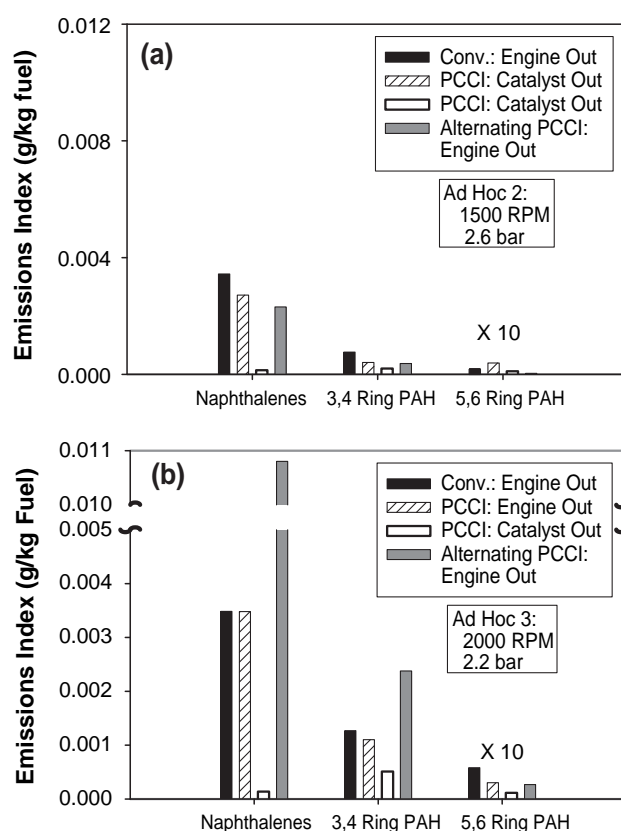 0.012
(a)
Conv.: Engine Out
PCCI: Catalyst Out
PCCI: Catalyst Out
Alternating PCCI:
Engine Out
0.008
Ad Hoc 2:
1500 RPM
2.6 bar
0.004
X 10
0.000
Naphthalenes 3,4 Ring PAH 5,6 Ring PAH
Emissions Index (g/kg fuel)
0.011
(b)
Conv.: Engine Out
PCCI: Engine Out
PCCI: Catalyst Out
Alternating PCCI:
Engine Out
0.010
0.005
0.004
Ad Hoc 3:
2000 RPM
2.2 bar
0.003
0.002
0.001
X 10
0.000
Naphthalenes 3,4 Ring PAH 5,6 Ring PAH
Emissions Index (g/kg Fuel)